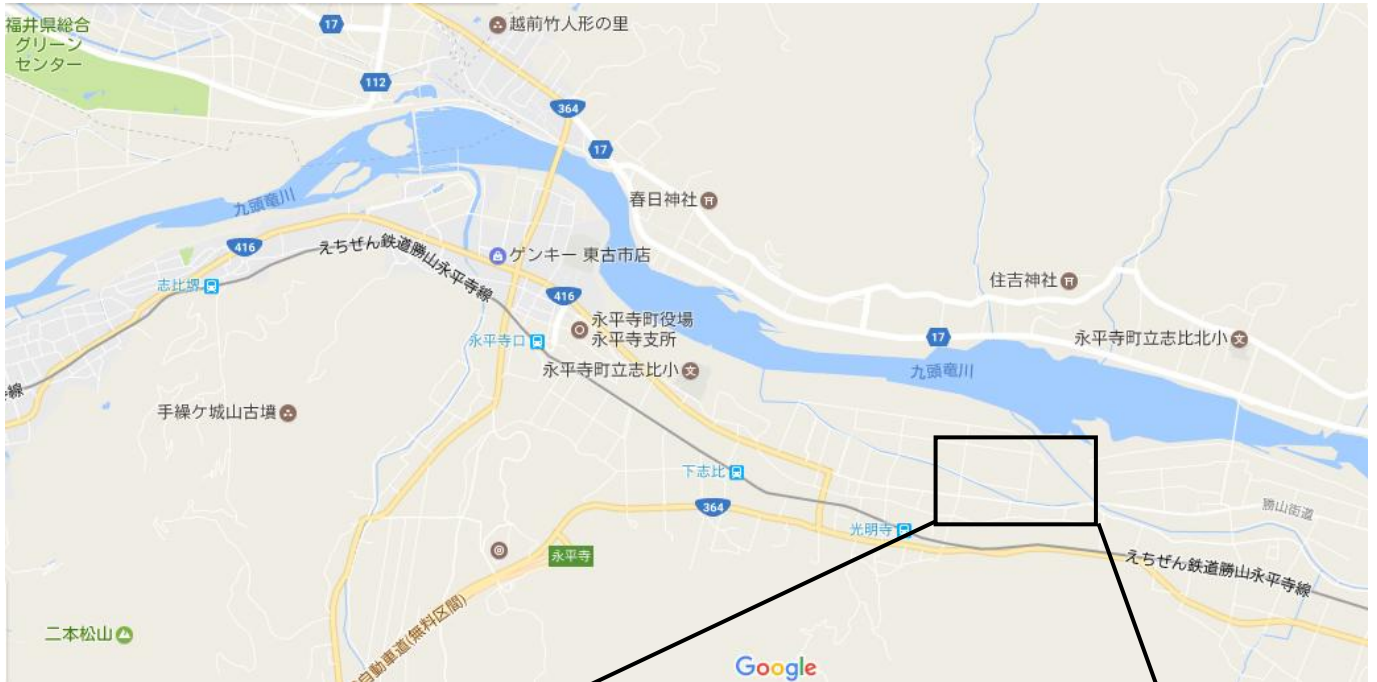 福井県総合
グリーン
センター
17
越前竹人形の里
112
364
17
春日神社
九頭竜川
416
えちぜん鉄道勝山永平寺線
ゲンキー 東古市店
志比堺
住吉神社
416
永平寺町役場
永平寺支所
永平寺口
17
永平寺町立志比北小
永平寺町立志比小
九頭竜川
線
手繰ケ城山古墳
下志比
364
勝山街道
光明寺
永平寺
えちぜん鉄道勝山永平寺線
二本松山
自動車道(無料区間)
Google